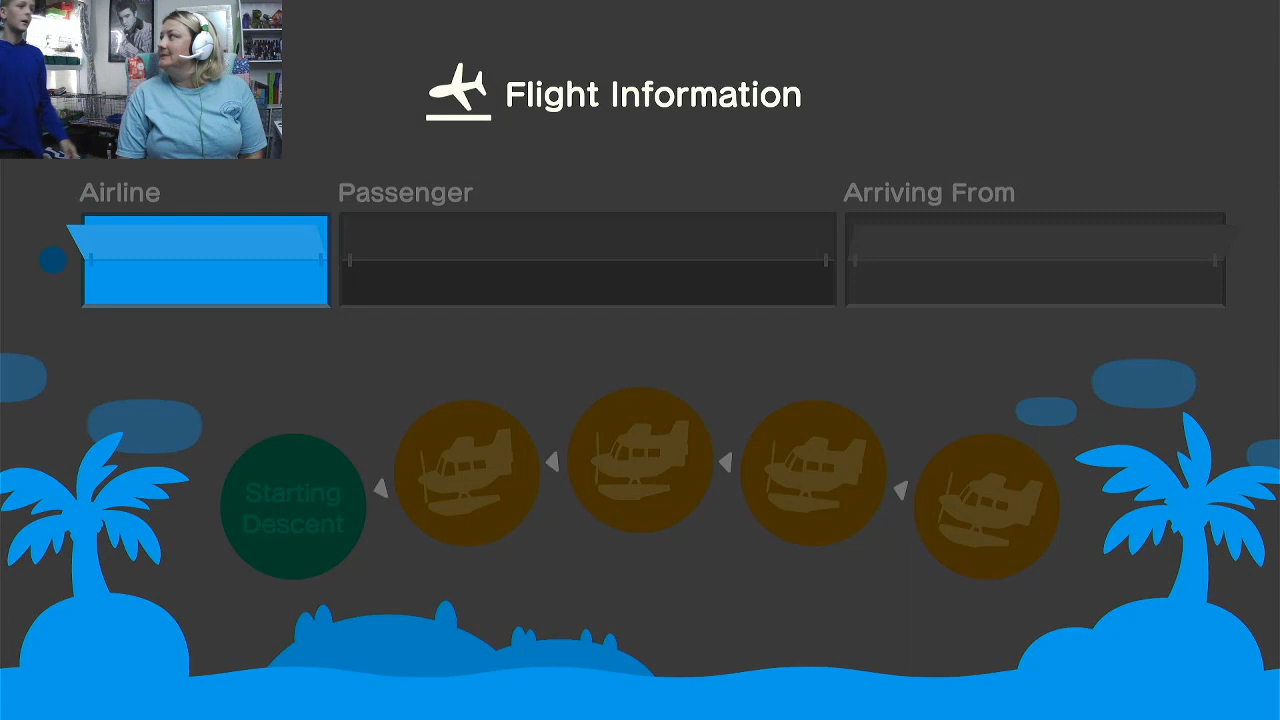 Flight Information
Airline
Passenger
Arriving From
Starting
Descent